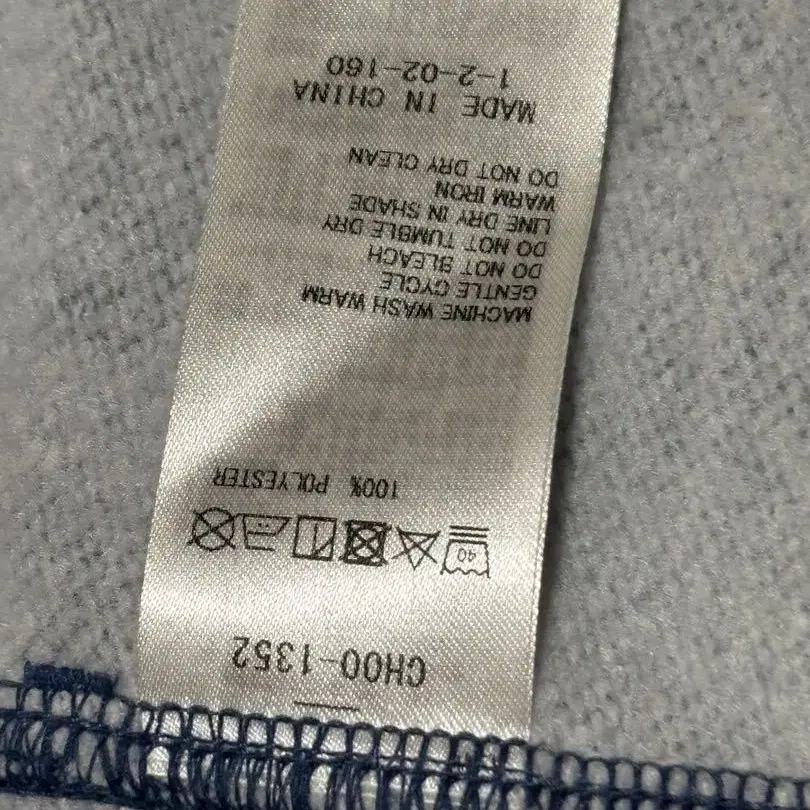 CH00-1352
40
100% POLYESTER
MACHINE WASH WARM
GENTLE CYCLE
DO NOT BLEACH
DO NOT TUMBLE DRY
LINE DRY IN SHADE
WARM IRON
DO NOT DRY CLEAN
MADE IN CHINA
1-2-02-160